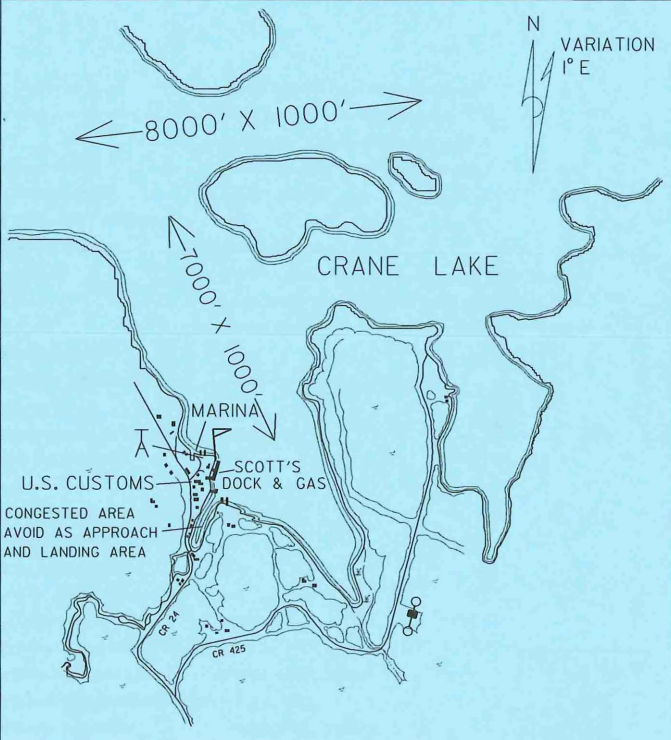 N
VARIATION
1° E
8000' X 1000'
CRANE LAKE
7000' X 1000'
MARINA
SCOTT'S
DOCK & GAS
U.S. CUSTOMS
CONGESTED AREA
AVOID AS APPROACH
AND LANDING AREA
CR 24
CR 425